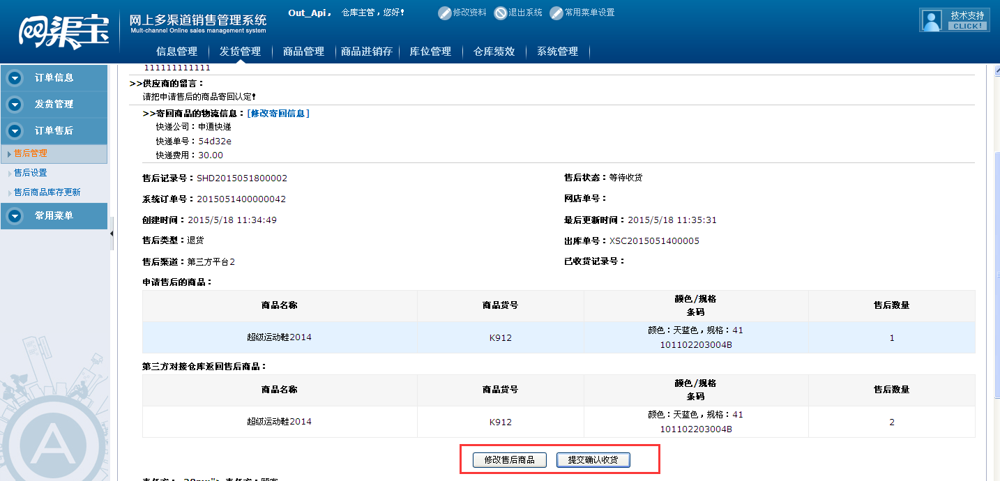 网渠宝
网上多渠道销售管理系统
Mult-channel Online sales management system
Out_Api， 仓库主管，您好！
修改资料 退出系统 常用菜单设置
技术支持
CLICK!
信息管理 发货管理 商品管理 商品进销存 库位管理 仓库绩效 系统管理
订单信息
发货管理
订单售后
售后管理
售后设置
售后商品库存更新
常用菜单
111111111111
>>供应商的留言：
请把申请售后的商品寄回认定！
>>寄回商品的物流信息：[修改寄回信息]
快递公司：申通快递
快递单号：54d32e
快递费用：30.00
售后记录号：SHD2015051800002 售后状态：等待收货
系统订单号：2015051400000042 网店单号：
创建时间：2015/5/18 11:34:49 最后更新时间：2015/5/18 11:35:31
售后类型：退货 出库单号：XSC2015051400005
售后渠道：第三方平台2 已收货记录号：
申请售后的商品：
商品名称 商品货号 颜色/规格 条码 售后数量
超级运动鞋2014 K912 颜色：天蓝色，规格：41 1
101102203004B
第三方对接仓库返回售后商品：
商品名称 商品货号 颜色/规格 条码 售后数量
超级运动鞋2014 K912 颜色：天蓝色，规格：41 2
101102203004B
修改售后商品 提交确认收货
A